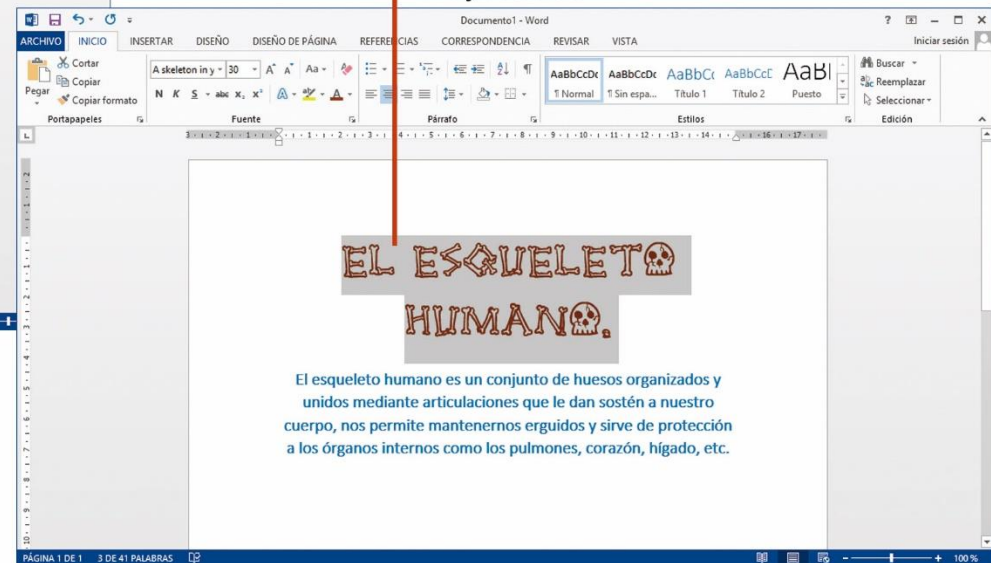 Documento1 - Word
ARCHIVO INICIO INSERTAR DISEÑO DISEÑO DE PÁGINA REFERENCIAS CORRESPONDENCIA REVISAR VISTA Iniciar sesión
Pegar
Cortar
Copiar
Copiar formato
Portapapeles
A skeleton in y 30
N K S abc X₂ X²
Fuente
Párrafo
AaBbCcDc AaBbCcDc AaBbCc AaBbCcC AaBl
¶ Normal ¶ Sin espa... Título 1 Título 2 Puesto
Estilos
Buscar
Reemplazar
Seleccionar
Edición
EL ESQUELETO
HUMANO.
El esqueleto humano es un conjunto de huesos organizados y
unidos mediante articulaciones que le dan sostén a nuestro
cuerpo, nos permite mantenernos erguidos y sirve de protección
a los órganos internos como los pulmones, corazón, hígado, etc.
PÁGINA 1 DE 1 3 DE 41 PALABRAS 100 %